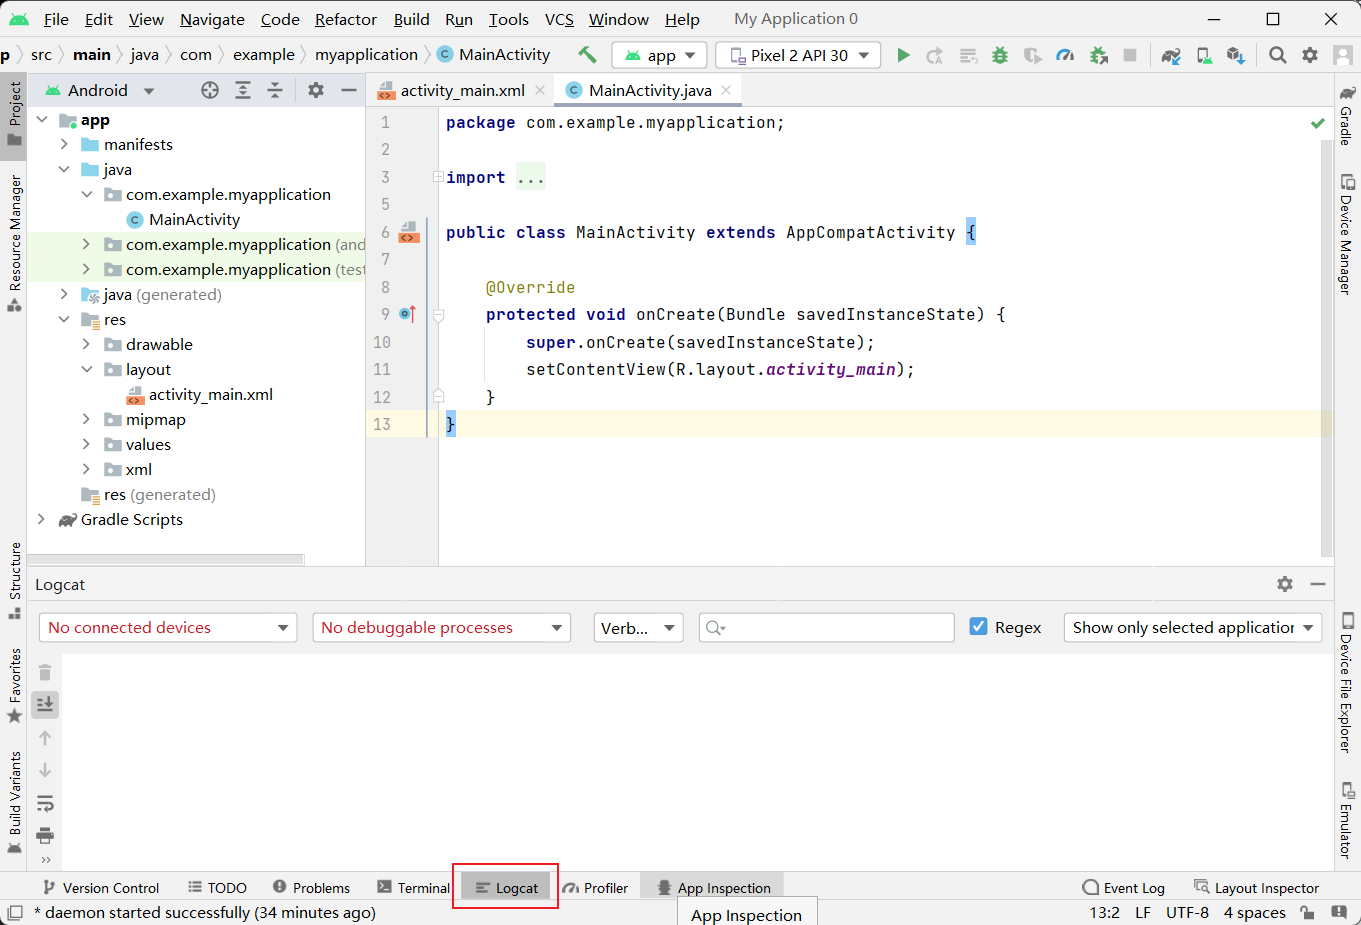 File Edit View Navigate Code Refactor Build Run Tools VCS Window Help My Application 0
p src main java com example myapplication MainActivity app Pixel 2 API 30
Project
Android
activity_main.xml
MainActivity.java
app
manifests
java
com.example.myapplication
MainActivity
com.example.myapplication (and
com.example.myapplication (test
java (generated)
res
drawable
layout
activity_main.xml
mipmap
values
xml
res (generated)
Gradle Scripts
Resource Manager
Structure
Favorites
Build Variants
1 package com.example.myapplication;
2
3 import ...
5
6 public class MainActivity extends AppCompatActivity {
7
8 @Override
9 protected void onCreate(Bundle savedInstanceState) {
10 super.onCreate(savedInstanceState);
11 setContentView(R.layout.activity_main);
12 }
13 }
Gradle
Device Manager
Device File Explorer
Emulator
Logcat
No connected devices No debuggable processes Verb... Regex Show only selected application
Version Control TODO Problems Terminal Logcat Profiler App Inspection Event Log Layout Inspector
* daemon started successfully (34 minutes ago) App Inspection 13:2 LF UTF-8 4 spaces